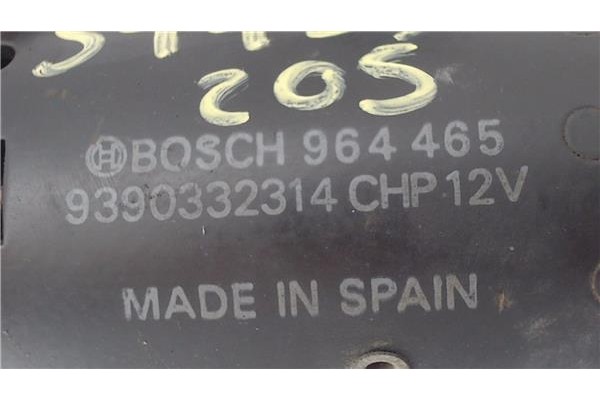 205
BOSCH 964 465
9390332314 CHP 12V
MADE IN SPAIN